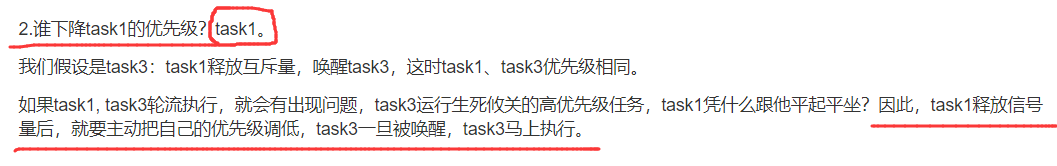 2.谁下降task1的优先级？task1。
我们假设是task3：task1释放互斥量，唤醒task3，这时task1、task3优先级相同。
如果task1, task3轮流执行，就会有出现问题，task3运行生死攸关的高优先级任务，task1凭什么跟他平起平坐？因此，task1释放信号
量后，就要主动把自己的优先级调低，task3一旦被唤醒，task3马上执行。